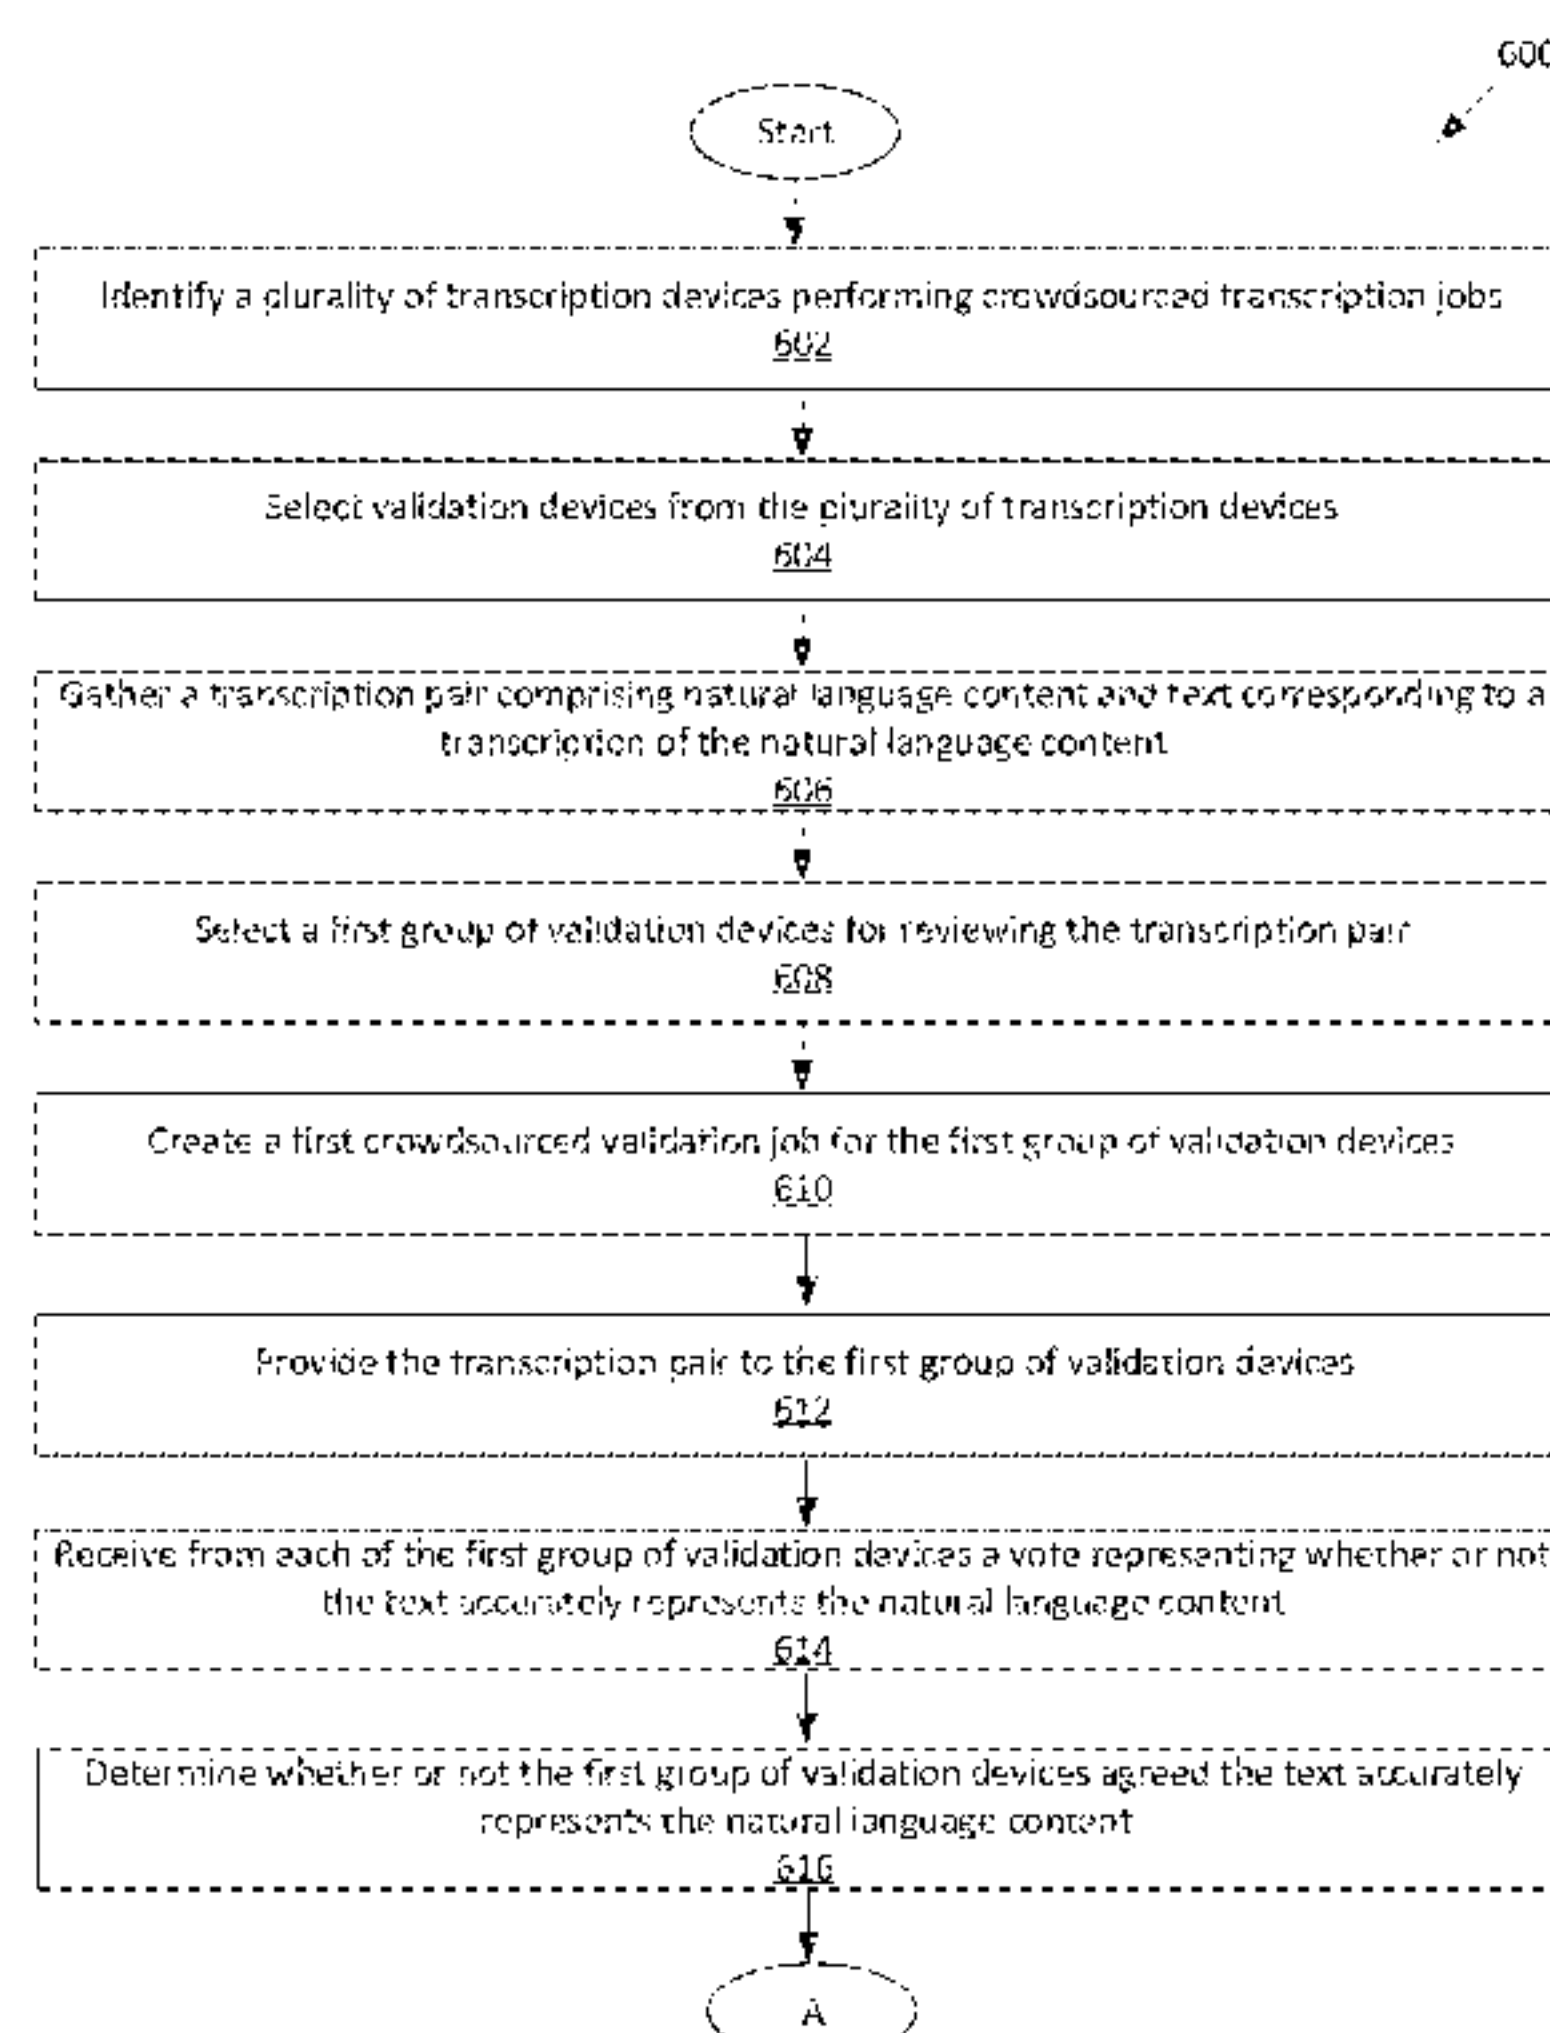 600
Start
Identify a plurality of transcription devices performing crowdsourced transcription jobs
602
Select validation devices from the plurality of transcription devices
604
Gather a transcription pair comprising natural language content and text corresponding to a
transcription of the natural language content
606
Select a first group of validation devices for reviewing the transcription pair
608
Create a first crowdsourced validation job for the first group of validation devices
610
Provide the transcription pair to the first group of validation devices
612
Receive from each of the first group of validation devices a vote representing whether or not
the text accurately represents the natural language content
614
Determine whether or not the first group of validation devices agreed the text accurately
represents the natural language content
616
A